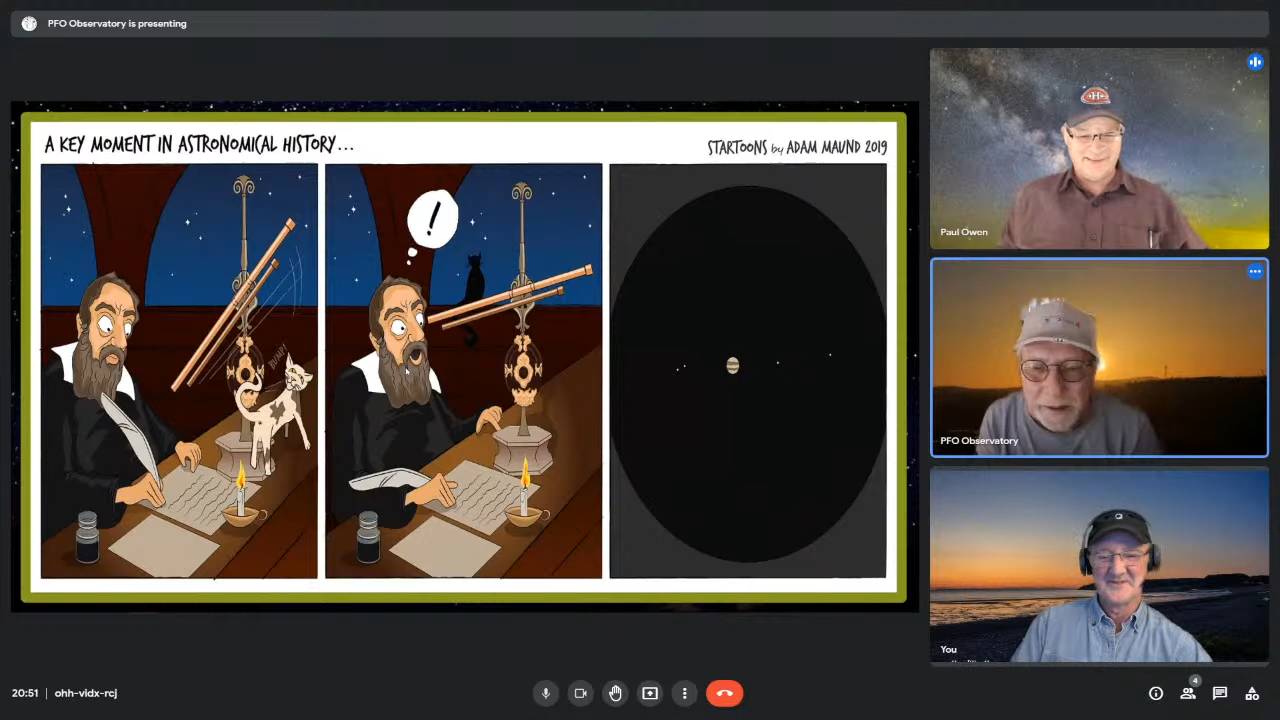 PFO Observatory is presenting
A KEY MOMENT IN ASTRONOMICAL HISTORY...
STARTOONS by ADAM MAUND 2019
!
BUMP!
H
Paul Owen
PFO Observatory
You
4
20:51 | ohh-vidx-rcj